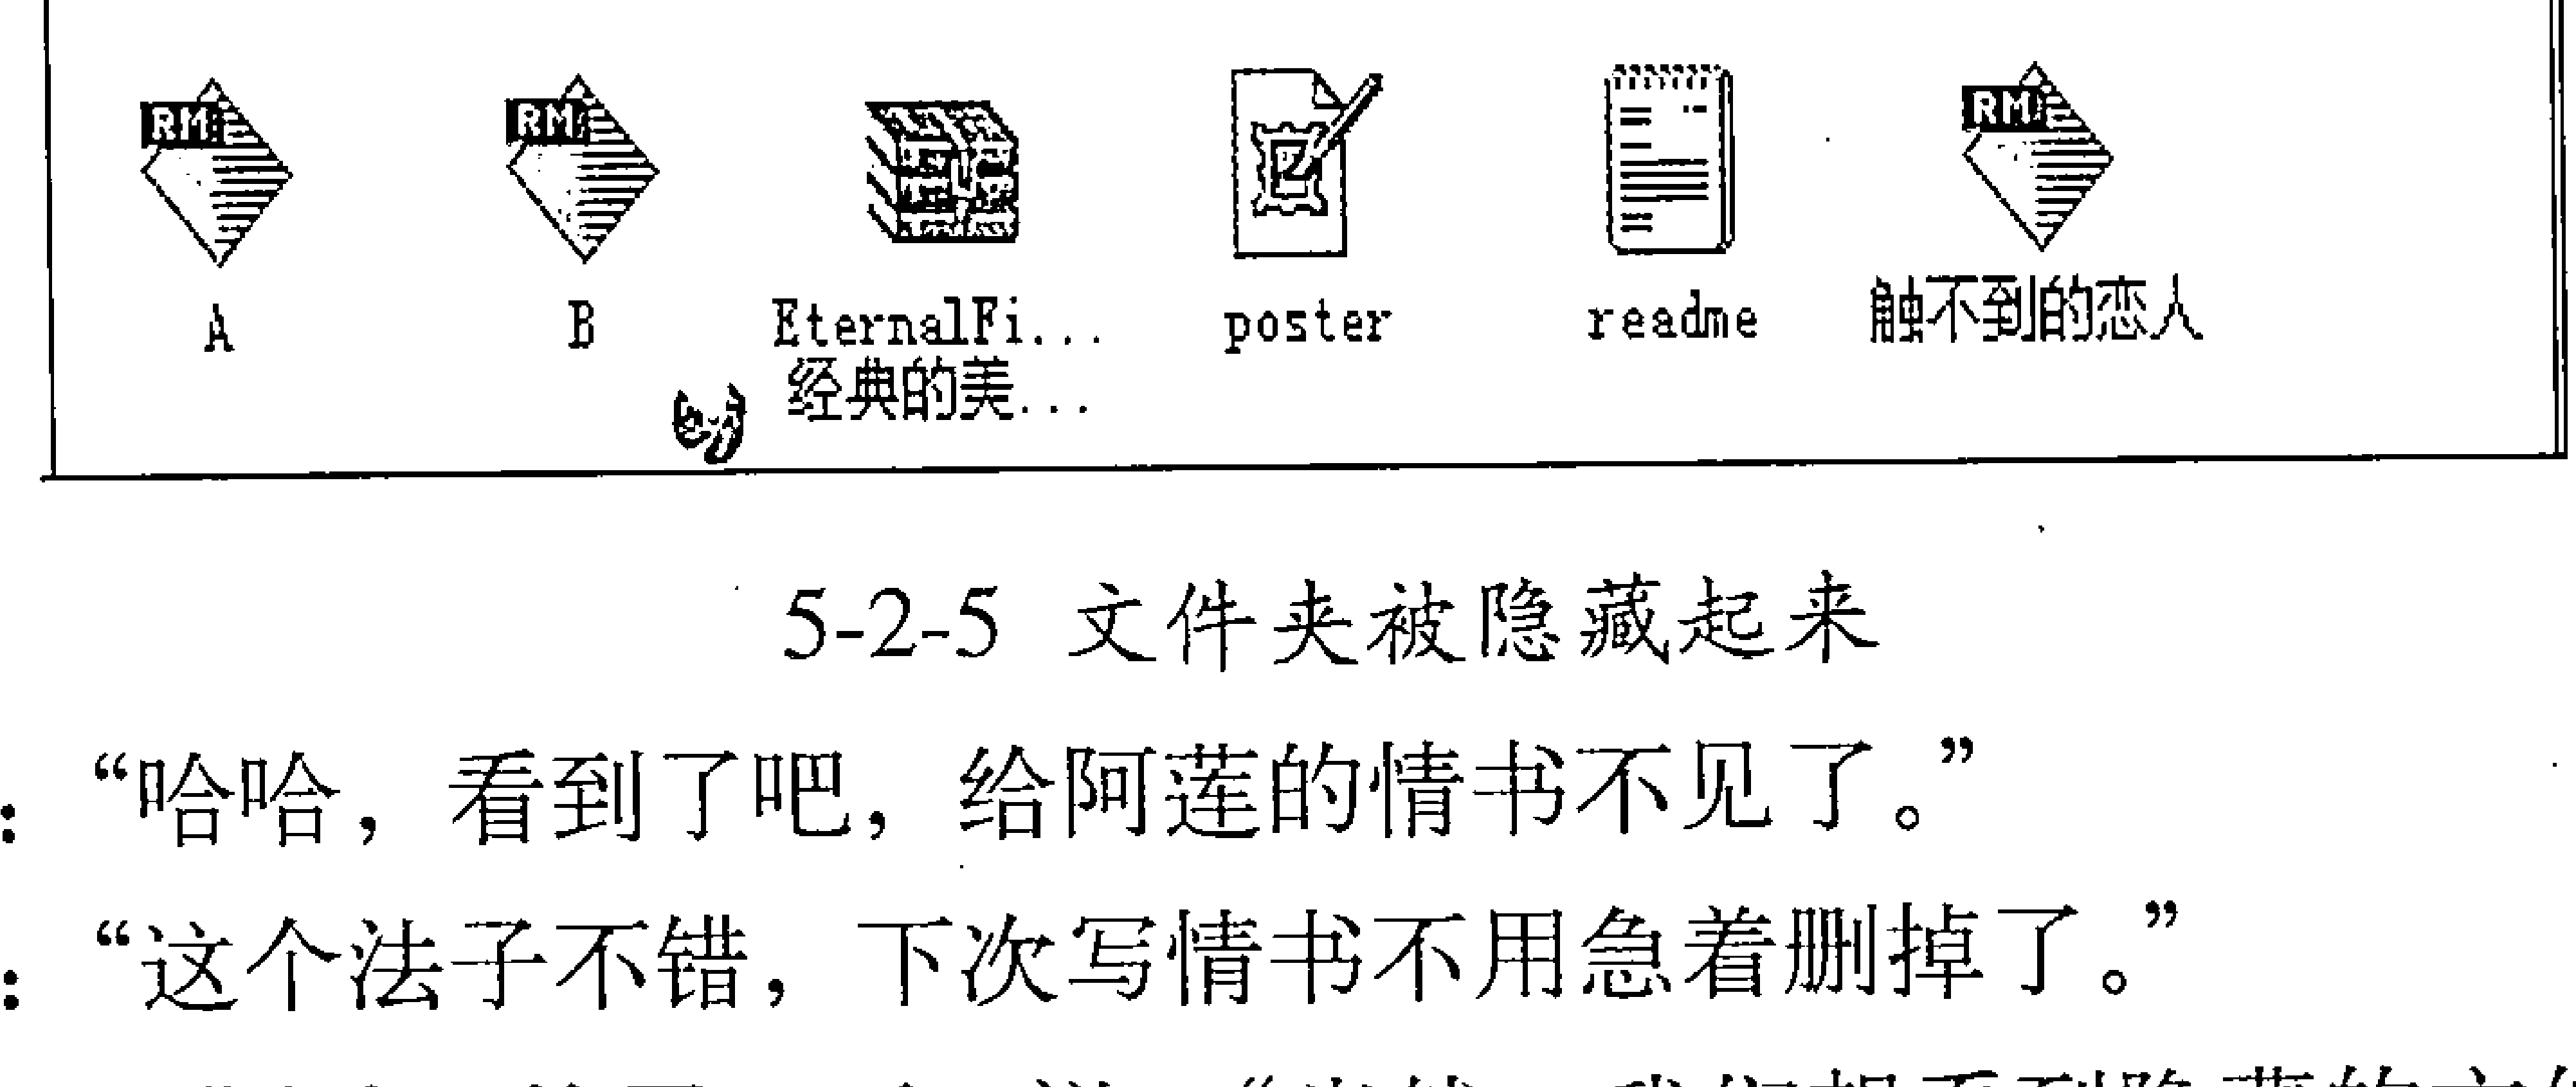 RM RM RM
A B EternalFi... poster readme 触不到的恋人
经典的美...
5-2-5 文件夹被隐藏起来
：“哈哈，看到了吧，给阿莲的情书不见了。”
：“这个法子不错，下次写情书不用急着删掉了。”